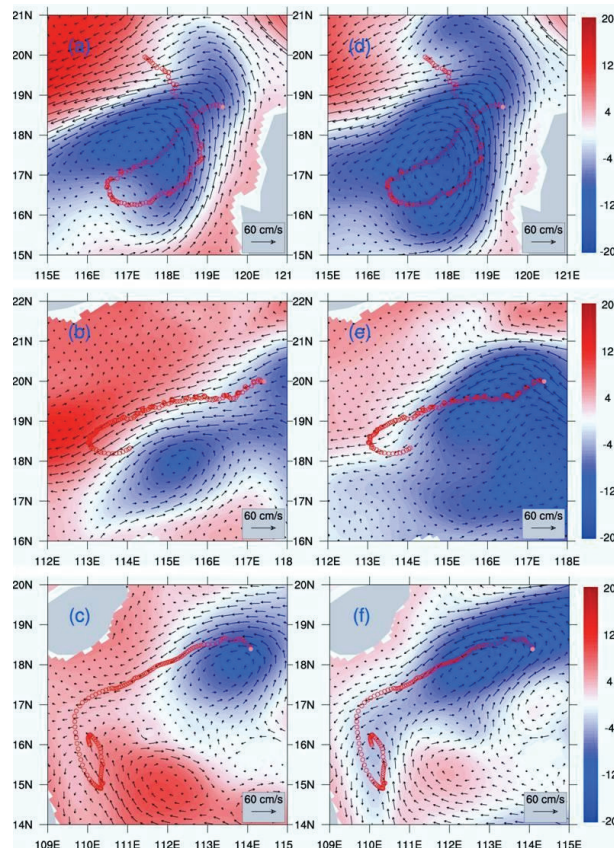 (a) (d)
21N 20N 19N 18N 17N 16N 15N
115E 116E 117E 118E 119E 120E 121E
60 cm/s
21N 20N 19N 18N 17N 16N 15N
115E 116E 117E 118E 119E 120E 121E
60 cm/s
20 12 4 -4 -12 -20
(b) (e)
22N 21N 20N 19N 18N 17N 16N
112E 113E 114E 115E 116E 117E 118
60 cm/s
22N 21N 20N 19N 18N 17N 16N
112E 113E 114E 115E 116E 117E 118E
60 cm/s
20 12 4 -4 -12 -20
(c) (f)
20N 19N 18N 17N 16N 15N 14N
109E 110E 111E 112E 113E 114E 115
60 cm/s
20N 19N 18N 17N 16N 15N 14N
109E 110E 111E 112E 113E 114E 115E
60 cm/s
20 12 4 -4 -12 -20